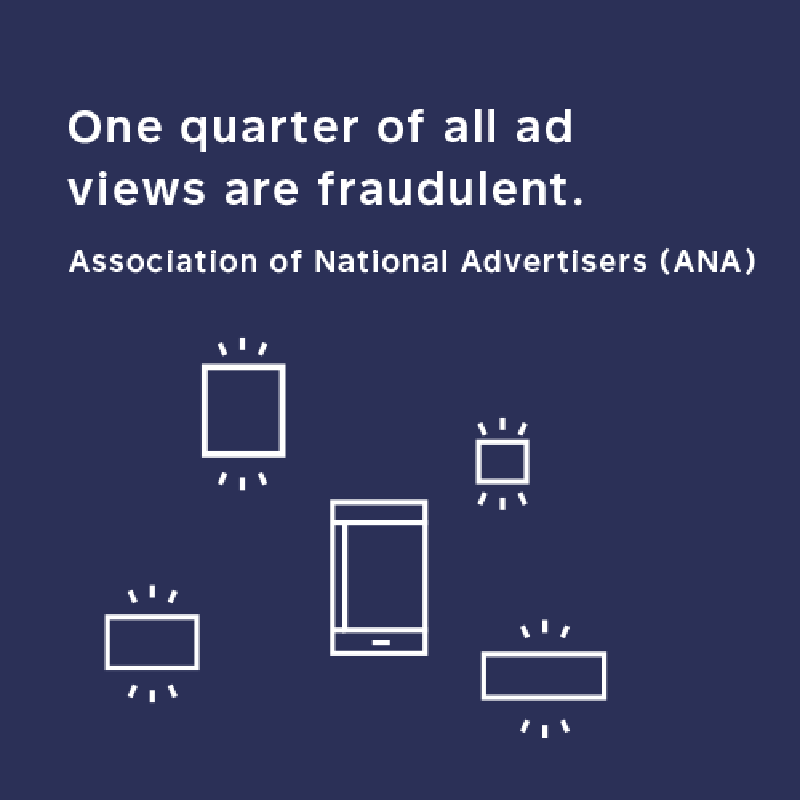 One quarter of all ad
views are fraudulent.
Association of National Advertisers (ANA)